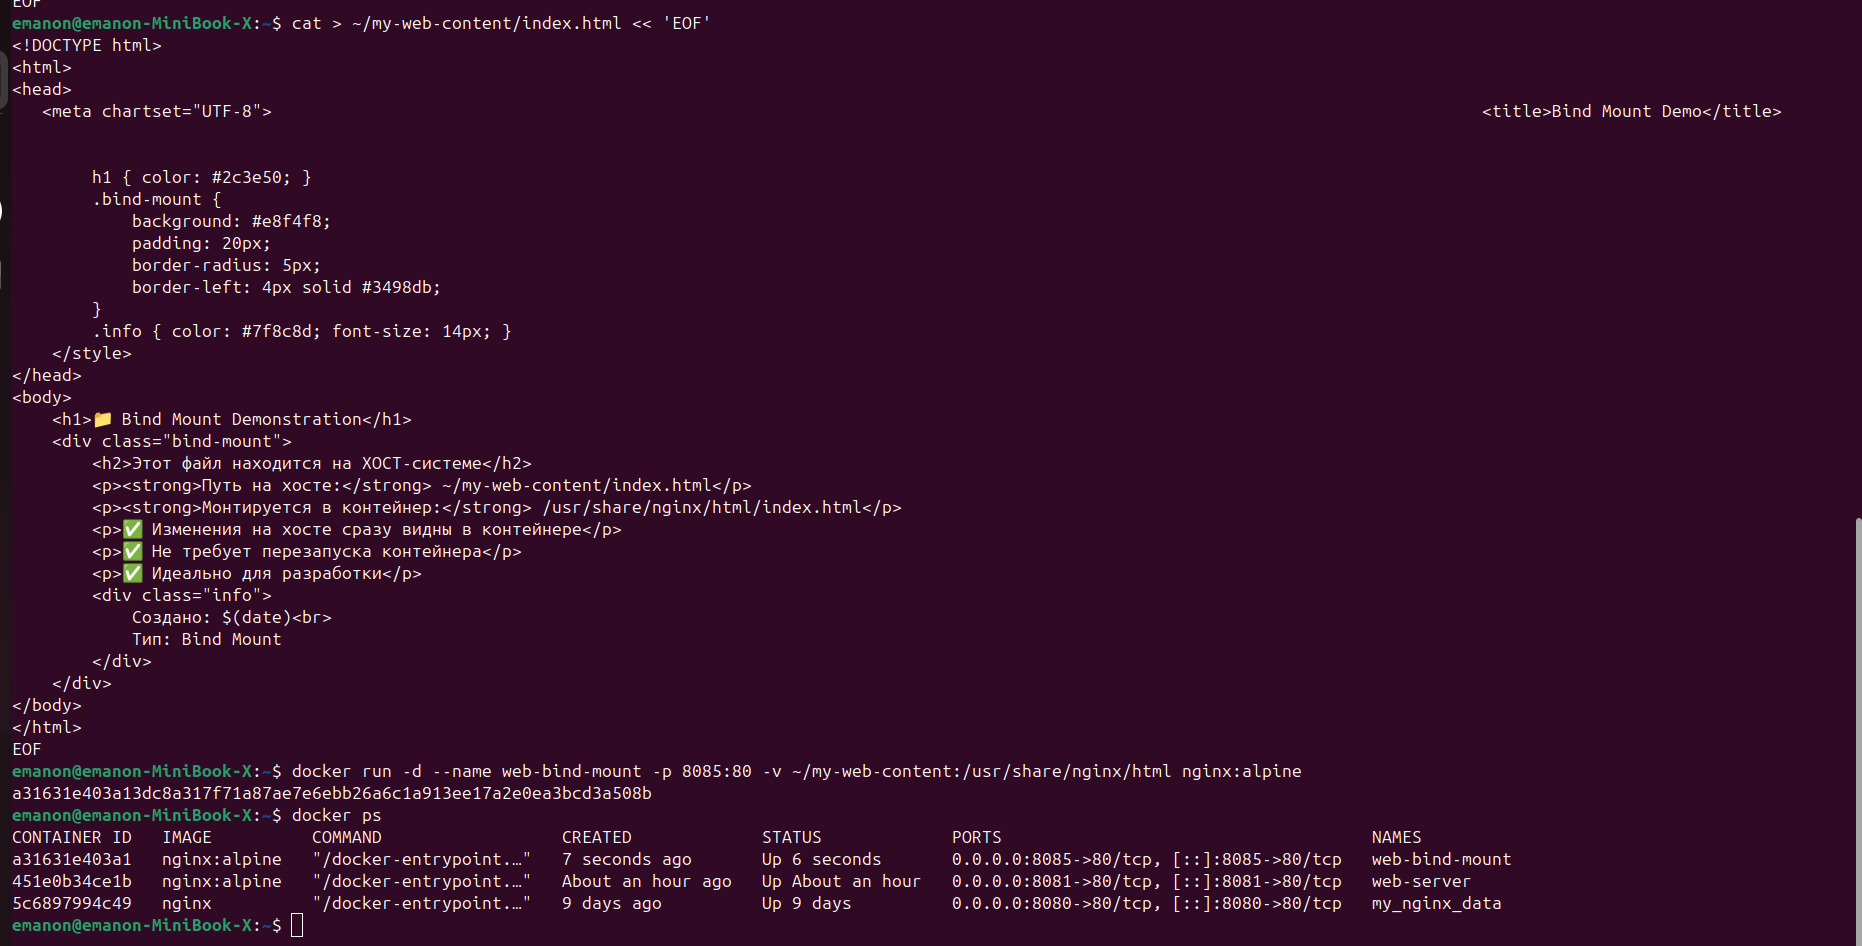 EOF
emanon@emanon-MiniBook-X:~$ cat > ~/my-web-content/index.html << 'EOF'
<!DOCTYPE html>
<html>
<head>
   <meta chartset="UTF-8">                                                                                                                         <title>Bind Mount Demo</title>
        h1 { color: #2c3e50; }
        .bind-mount {
            background: #e8f4f8;
            padding: 20px;
            border-radius: 5px;
            border-left: 4px solid #3498db;
        }
        .info { color: #7f8c8d; font-size: 14px; }
    </style>
</head>
<body>
    <h1>📁 Bind Mount Demonstration</h1>
    <div class="bind-mount">
        <h2>Этот файл находится на ХОСТ-системе</h2>
        <p><strong>Путь на хосте:</strong> ~/my-web-content/index.html</p>
        <p><strong>Монтируется в контейнер:</strong> /usr/share/nginx/html/index.html</p>
        <p>✅ Изменения на хосте сразу видны в контейнере</p>
        <p>✅ Не требует перезапуска контейнера</p>
        <p>✅ Идеально для разработки</p>
        <div class="info">
            Создано: $(date)<br>
            Тип: Bind Mount
        </div>
    </div>
</body>
</html>
EOF
emanon@emanon-MiniBook-X:~$ docker run -d --name web-bind-mount -p 8085:80 -v ~/my-web-content:/usr/share/nginx/html nginx:alpine
a31631e403a13dc8a317f71a87ae7e6ebb26a6c1a913ee17a2e0ea3bcd3a508b
emanon@emanon-MiniBook-X:~$ docker ps
CONTAINER ID   IMAGE          COMMAND                  CREATED             STATUS             PORTS                                     NAMES
a31631e403a1   nginx:alpine   "/docker-entrypoint.…"   7 seconds ago       Up 6 seconds       0.0.0.0:8085->80/tcp, [::]:8085->80/tcp   web-bind-mount
451e0b34ce1b   nginx:alpine   "/docker-entrypoint.…"   About an hour ago   Up About an hour   0.0.0.0:8081->80/tcp, [::]:8081->80/tcp   web-server
5c6897994c49   nginx          "/docker-entrypoint.…"   9 days ago          Up 9 days          0.0.0.0:8080->80/tcp, [::]:8080->80/tcp   my_nginx_data
emanon@emanon-MiniBook-X:~$